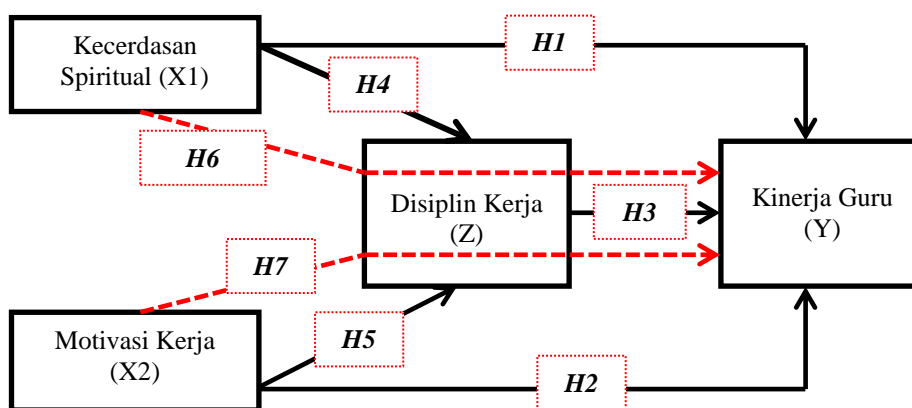 Kecerdasan
Spiritual (X1)
H1
H4
H6
Disiplin Kerja
(Z)
H3
Kinerja Guru
(Y)
H7
Motivasi Kerja
(X2)
H5
H2